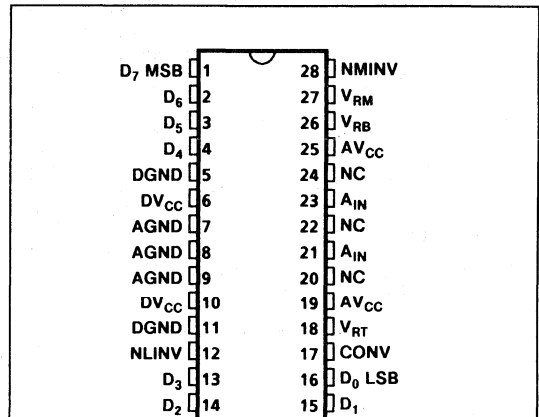 D7 MSB 1 28 NMINV
D6 2 27 VRM
D5 3 26 VRB
D4 4 25 AVCC
DGND 5 24 NC
DVCC 6 23 AIN
AGND 7 22 NC
AGND 8 21 AIN
AGND 9 20 NC
DVCC 10 19 AVCC
DGND 11 18 VRT
NLINV 12 17 CONV
D3 13 16 D0 LSB
D2 14 15 D1